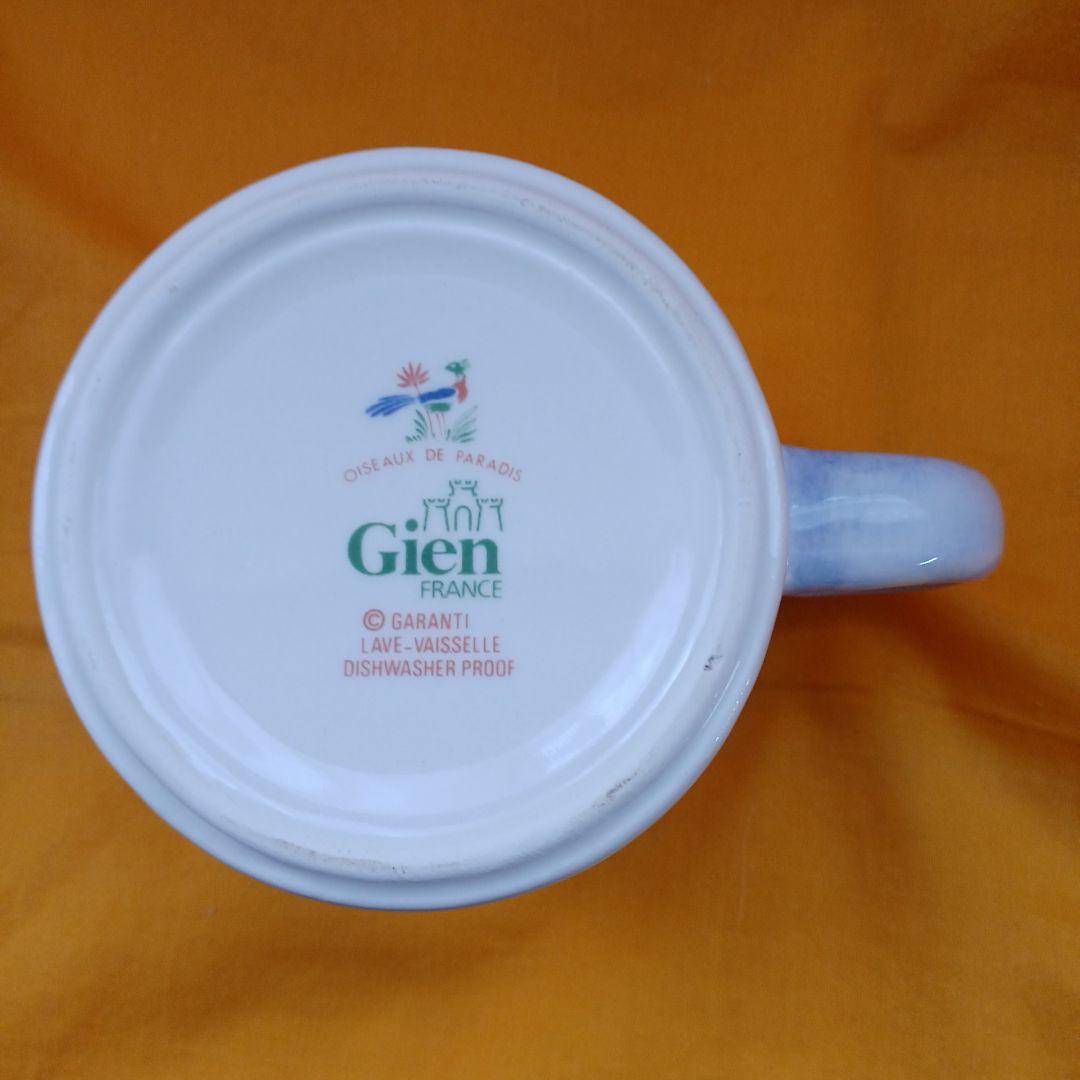 OISEAUX DE PARADIS
Gien
FRANCE
© GARANTI
LAVE-VAISSELLE
DISHWASHER PROOF